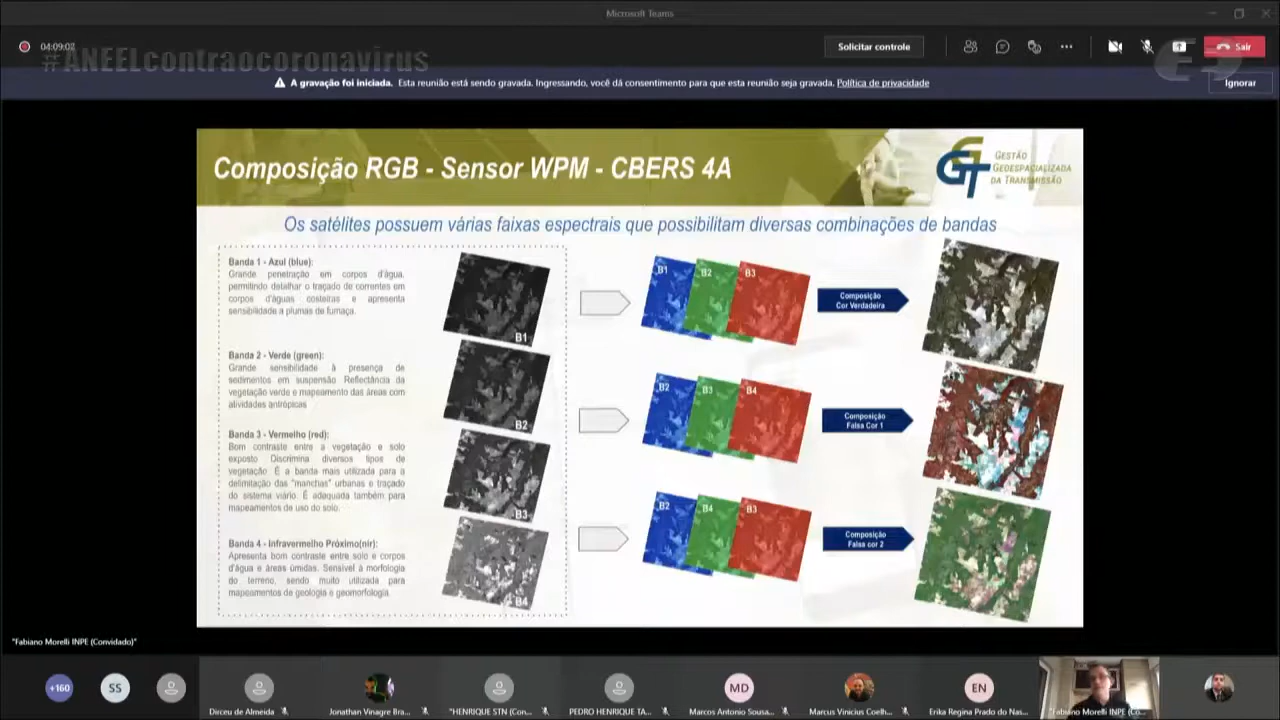 Microsoft Teams
04:09:02
#ANEELcontraocoronavirus
Solicitar controle
Sair
A gravação foi iniciada. Esta reunião está sendo gravada. Ingressando, você dá consentimento para que esta reunião seja gravada. Política de privacidade
Ignorar
Composição RGB - Sensor WPM - CBERS 4A
GGT
GESTÃO
GEOESPACIALIZADA
DA TRANSMISSÃO
Os satélites possuem várias faixas espectrais que possibilitam diversas combinações de bandas
Banda 1 - Azul (blue):
Grande penetração em corpos d'água,
permitindo detalhar o traçado de correntes em
corpos d'águas costeiras e apresenta
sensibilidade a plumas de fumaça.
B1
Banda 2 - Verde (green):
Grande sensibilidade à presença de
sedimentos em suspensão Reflectância da
vegetação verde e mapeamento das áreas com
atividades antrópicas
B2
Banda 3 - Vermelho (red):
Bom contraste entre a vegetação e solo
exposto Discrimina diversos tipos de
vegetação. É a banda mais utilizada para a
delimitação das "manchas" urbanas e traçado
do sistema viário. É adequada também para
mapeamentos de uso do solo.
B3
Banda 4 - Infravermelho Próximo(nir):
Apresenta bom contraste entre solo e corpos
d'água e áreas úmidas. Sensível à morfologia
do terreno, sendo muito utilizada para
mapeamentos de geologia e geomorfologia.
B4
B1 B2 B3
Composição
Cor Verdadeira
B2 B3 B4
Composição
Falsa Cor 1
B2 B4 B3
Composição
Falsa cor 2
"Fabiano Morelli INPE (Convidado)"
+160
SS
Dirceu de Almeida
Jonathan Vinagre Bra...
"HENRIQUE STN (Con...
PEDRO HENRIQUE TA...
MD
Marcos Antonio Sousa...
Marcus Vinicius Coelh...
EN
Erika Regina Prado do Nas...
"Fabiano Morelli INPE (Co...